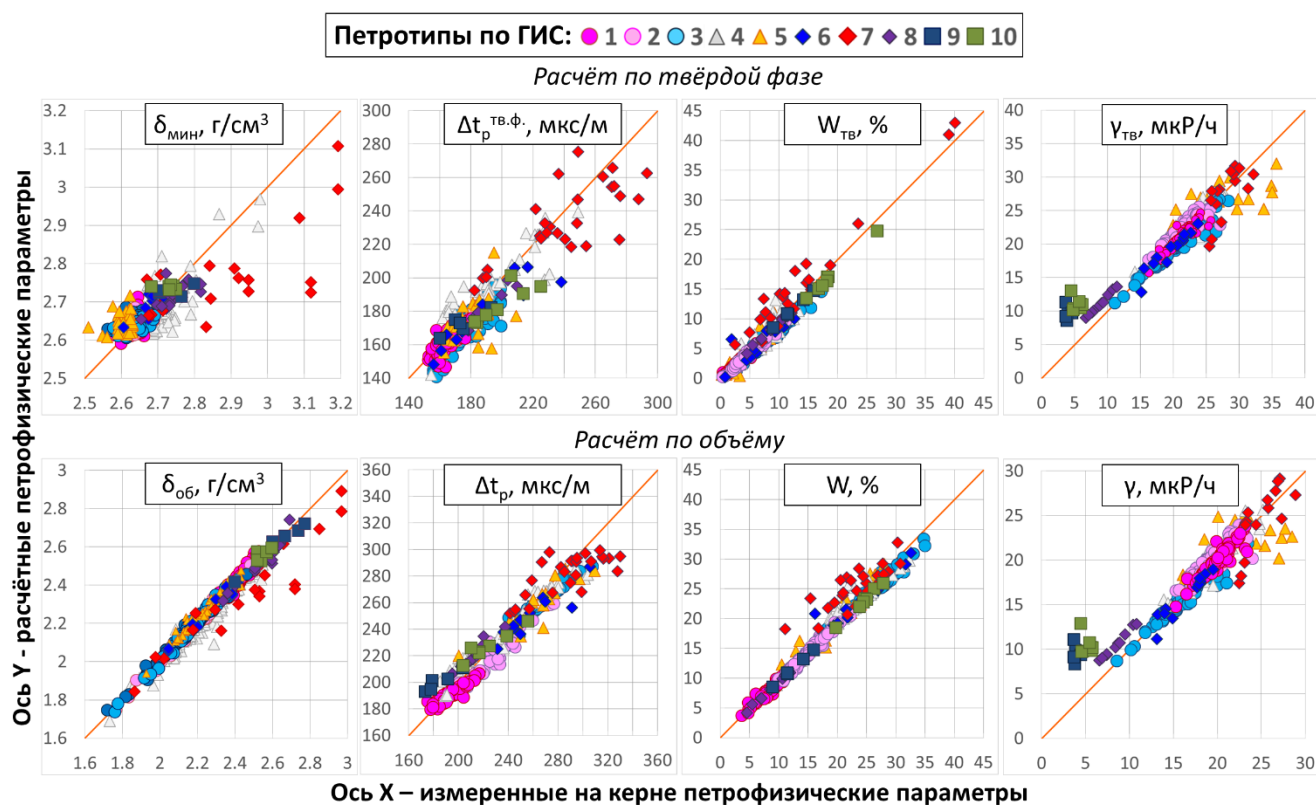 Петротипы по ГИС: 1 2 3 4 5 6 7 8 9 10
Расчёт по твёрдой фазе
δмин, г/см³
Δtр тв.ф., мкс/м
Wтв, %
γтв, мкР/ч
3.2 3.1 3 2.9 2.8 2.7 2.6 2.5
2.5 2.6 2.7 2.8 2.9 3 3.1 3.2
300 280 260 240 220 200 180 160 140
140 180 220 260 300
45 40 35 30 25 20 15 10 5 0
0 5 10 15 20 25 30 35 40 45
40 35 30 25 20 15 10 5 0
0 5 10 15 20 25 30 35 40
Расчёт по объёму
δоб, г/см³
Δtр, мкс/м
W, %
γ, мкР/ч
3 2.8 2.6 2.4 2.2 2 1.8 1.6
1.6 1.8 2 2.2 2.4 2.6 2.8 3
360 340 320 300 280 260 240 220 200 180 160
160 200 240 280 320 360
45 40 35 30 25 20 15 10 5 0
0 5 10 15 20 25 30 35 40 45
30 25 20 15 10 5 0
0 5 10 15 20 25 30
Ось Y - расчётные петрофизические параметры
Ось X – измеренные на керне петрофизические параметры